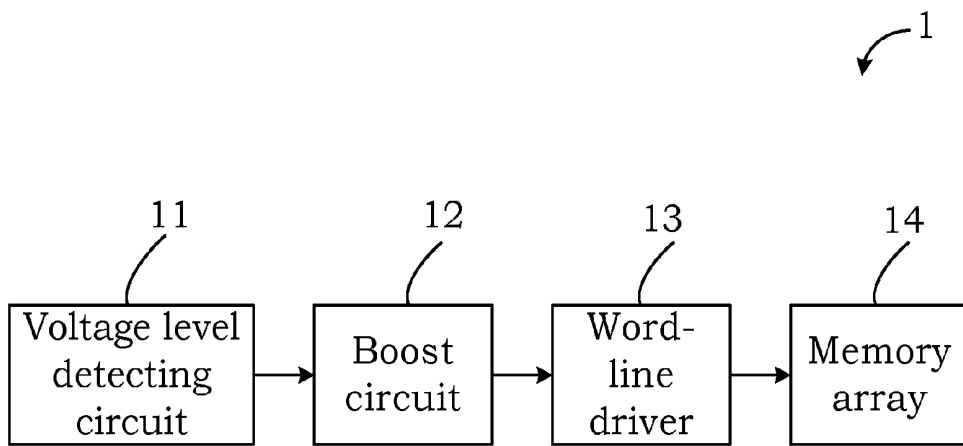 1
11
12
13
14
Voltage level
detecting
circuit
Boost
circuit
Word-
line
driver
Memory
array